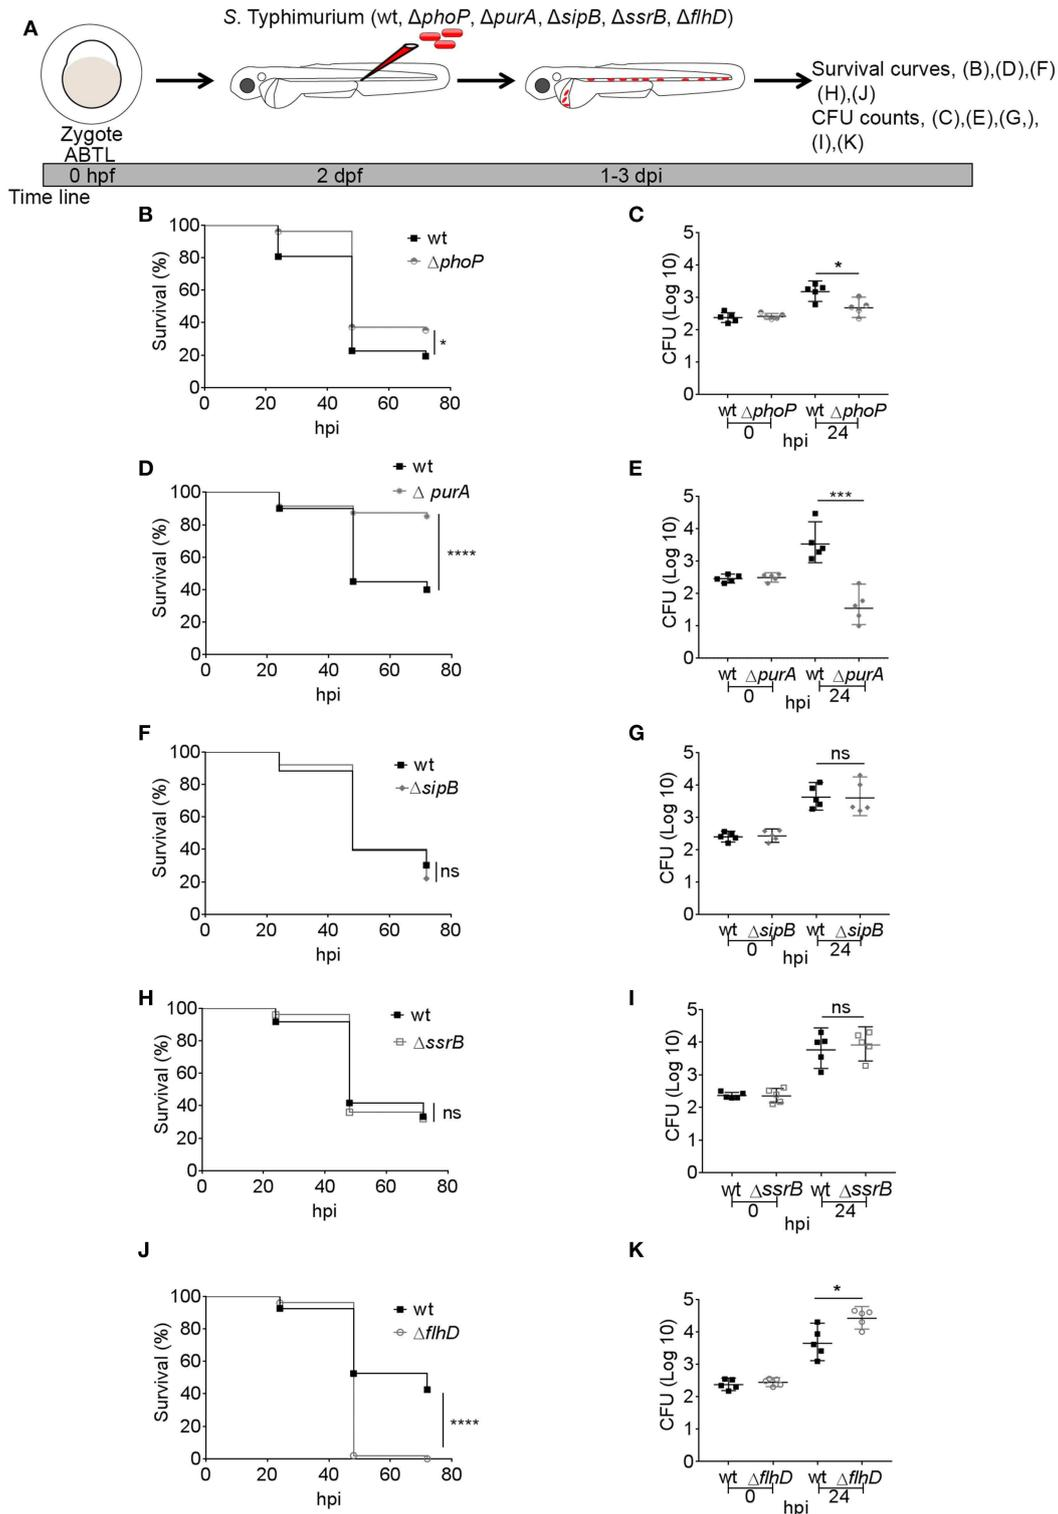 A
S. Typhimurium (wt, ΔphoP, ΔpurA, ΔsipB, ΔssrB, ΔflhD)
Zygote
ABTL
Survival curves, (B),(D),(F)
(H),(J)
CFU counts, (C),(E),(G,),
(I),(K)
0 hpf 2 dpf 1-3 dpi
Time line
B
Survival (%)
100
80
60
40
20
0
0 20 40 60 80
hpi
wt
ΔphoP
*
C
CFU (Log 10)
5
4
3
2
1
0
*
wt ΔphoP wt ΔphoP
0 24
hpi
D
Survival (%)
100
80
60
40
20
0
0 20 40 60 80
hpi
wt
Δ purA
****
E
CFU (Log 10)
5
4
3
2
1
0
***
wt ΔpurA wt ΔpurA
0 24
hpi
F
Survival (%)
100
80
60
40
20
0
0 20 40 60 80
hpi
wt
ΔsipB
ns
G
CFU (Log 10)
5
4
3
2
1
0
ns
wt ΔsipB wt ΔsipB
0 24
hpi
H
Survival (%)
100
80
60
40
20
0
0 20 40 60 80
hpi
wt
ΔssrB
ns
I
CFU (Log 10)
5
4
3
2
1
0
ns
wt ΔssrB wt ΔssrB
0 24
hpi
J
Survival (%)
100
80
60
40
20
0
0 20 40 60 80
hpi
wt
ΔflhD
****
K
CFU (Log 10)
5
4
3
2
1
0
*
wt ΔflhD wt ΔflhD
0 24
hpi